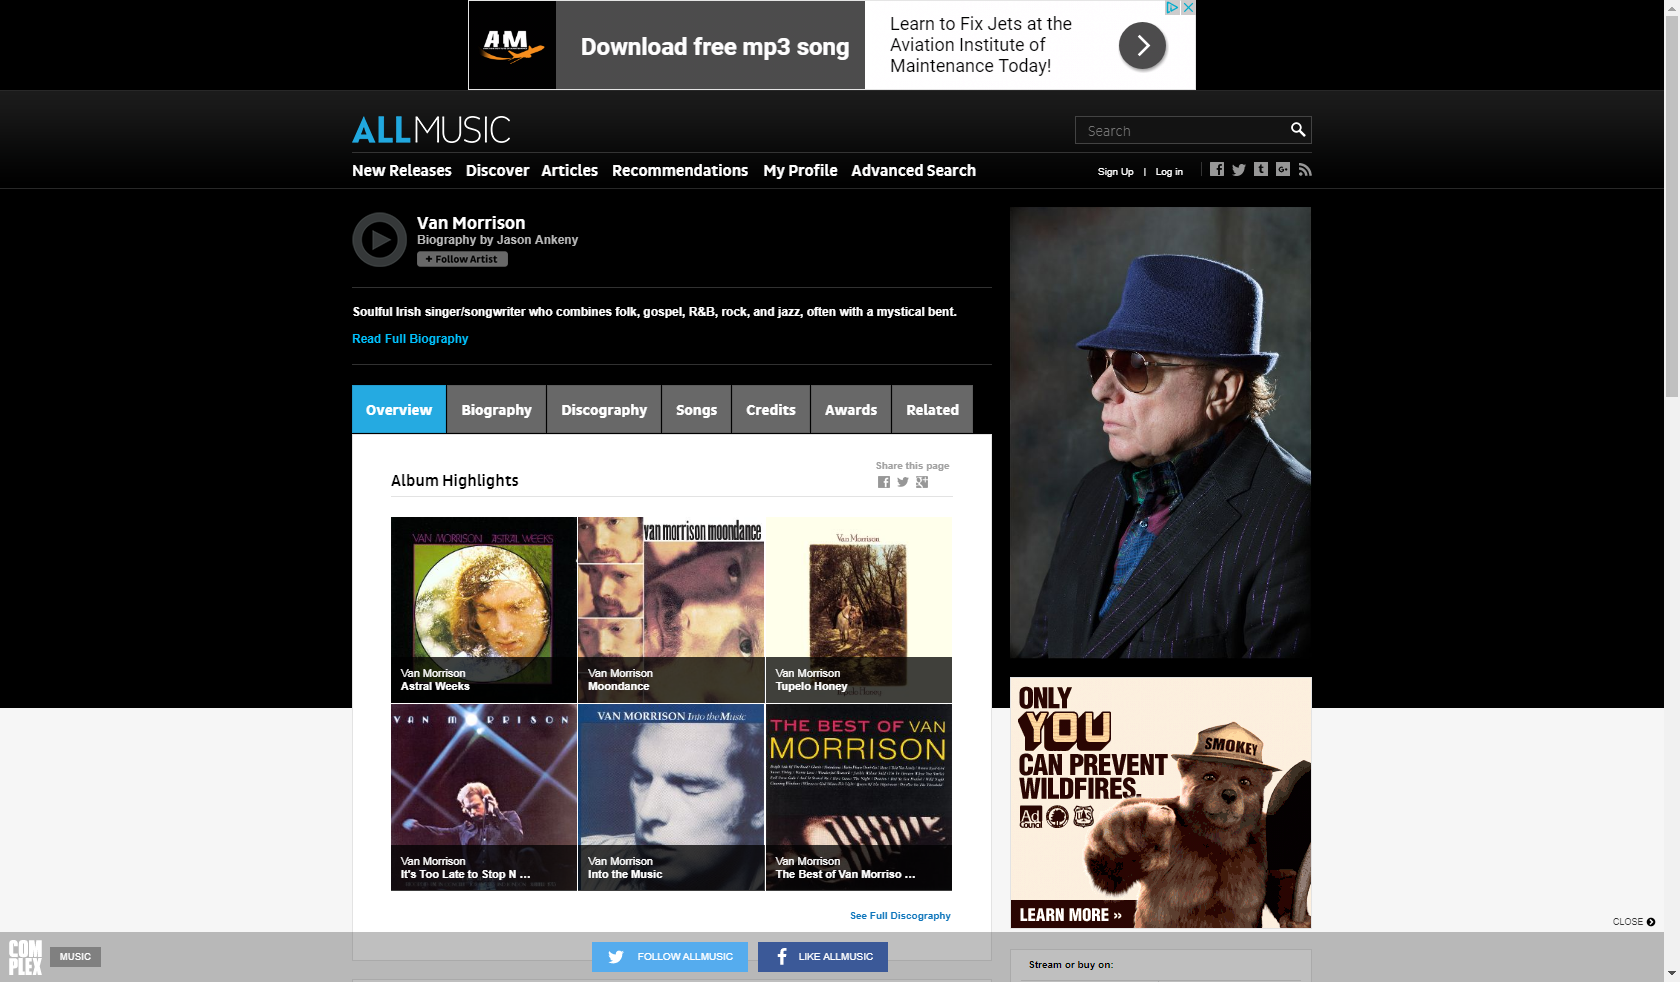 AM
Download free mp3 song
Learn to Fix Jets at the
Aviation Institute of
Maintenance Today!
ALLMUSIC
Search
New Releases Discover Articles Recommendations My Profile Advanced Search
Sign Up | Log in
Van Morrison
Biography by Jason Ankeny
+ Follow Artist
Soulful Irish singer/songwriter who combines folk, gospel, R&B, rock, and jazz, often with a mystical bent.
Read Full Biography
Overview Biography Discography Songs Credits Awards Related
Share this page
Album Highlights
VAN MORRISON ASTRAL WEEKS
van morrison moondance
Van Morrison
Tupelo Honey
Van Morrison
Astral Weeks
Van Morrison
Moondance
Van Morrison
Tupelo Honey
VAN MORRISON
VAN MORRISON Into the Music
THE BEST OF VAN
MORRISON
Van Morrison
It's Too Late to Stop N ...
Van Morrison
Into the Music
Van Morrison
The Best of Van Morriso ...
See Full Discography
ONLY
YOU
CAN PREVENT
WILDFIRES.
SMOKEY
Ad
COUNCIL
LEARN MORE »
CLOSE
COM
PLEX
MUSIC
FOLLOW ALLMUSIC
LIKE ALLMUSIC
Stream or buy on: